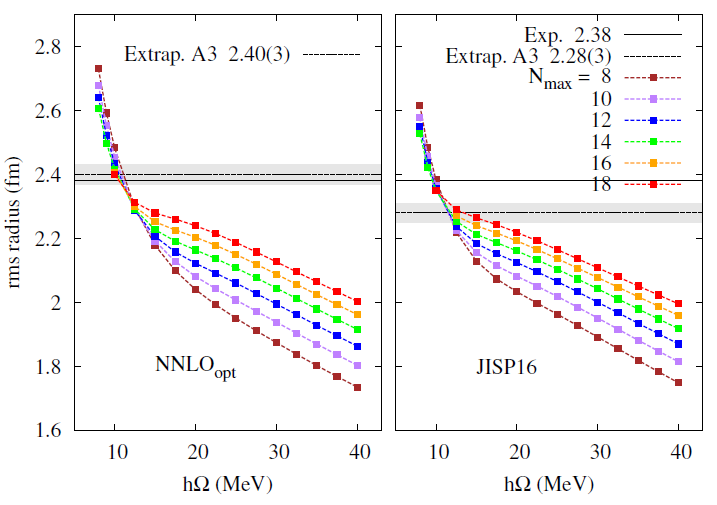 rms radius (fm)
2.8
2.6
2.4
2.2
2
1.8
1.6
Extrap. A3 2.40(3)
NNLOopt
10
20
30
40
hΩ (MeV)
Exp. 2.38
Extrap. A3 2.28(3)
Nmax = 8
10
12
14
16
18
JISP16
10
20
30
40
hΩ (MeV)